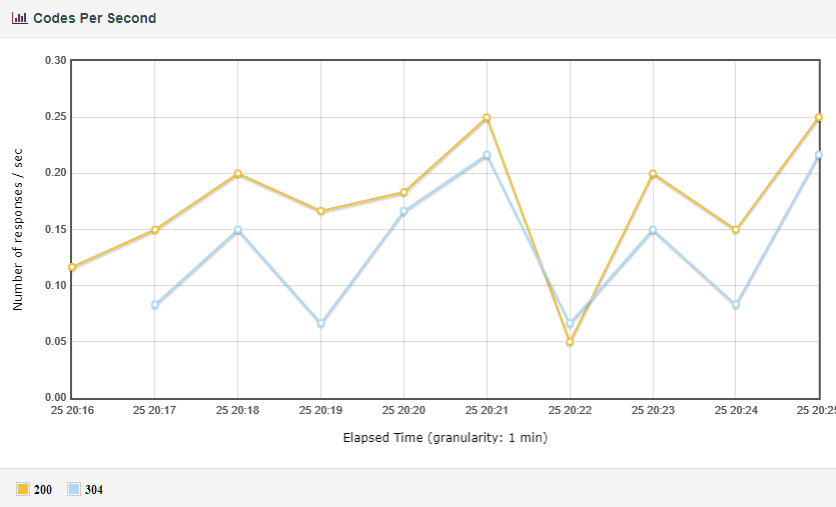 Codes Per Second
Number of responses / sec
0.30
0.25
0.20
0.15
0.10
0.05
0.00
25 20:16 25 20:17 25 20:18 25 20:19 25 20:20 25 20:21 25 20:22 25 20:23 25 20:24 25 20:25
Elapsed Time (granularity: 1 min)
200 304